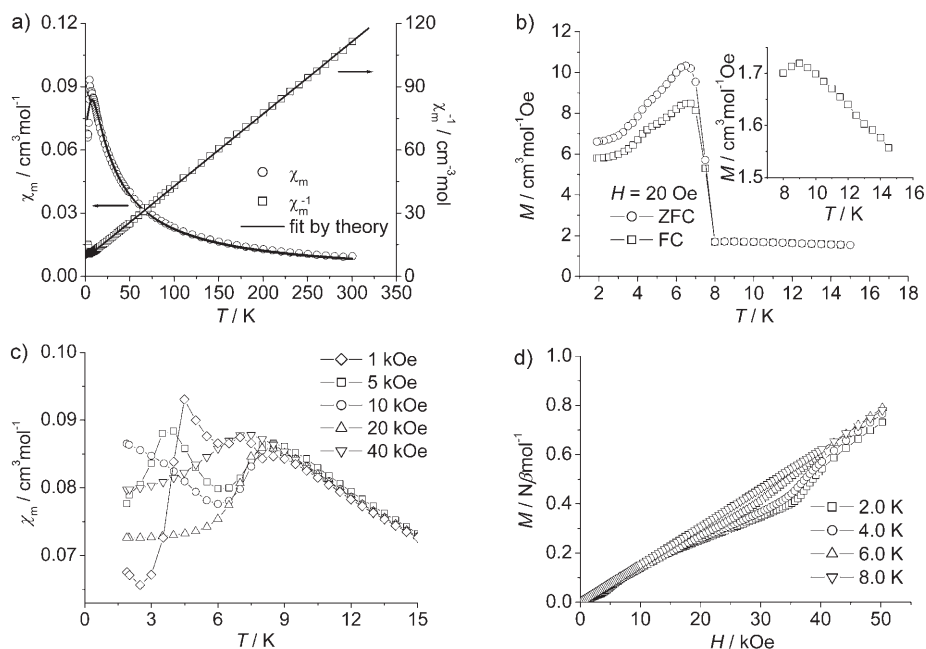 a)
0.12
0.09
0.06
0.03
0.00
χm / cm³mol⁻¹
120
90
60
30
0
χm⁻¹ / cm⁻³mol
χm
χm⁻¹
fit by theory
0 50 100 150 200 250 300 350
T / K
b)
12
10
8
6
4
2
0
M / cm³mol⁻¹Oe
H = 20 Oe
ZFC
FC
2 4 6 8 10 12 14 16 18
T / K
1.7
1.6
1.5
M / cm³mol⁻¹Oe
8 10 12 14 16
T / K
c)
0.10
0.09
0.08
0.07
χm / cm³mol⁻¹
1 kOe
5 kOe
10 kOe
20 kOe
40 kOe
0 3 6 9 12 15
T / K
d)
1.0
0.8
0.6
0.4
0.2
0.0
M / Nβmol⁻¹
2.0 K
4.0 K
6.0 K
8.0 K
0 10 20 30 40 50
H / kOe